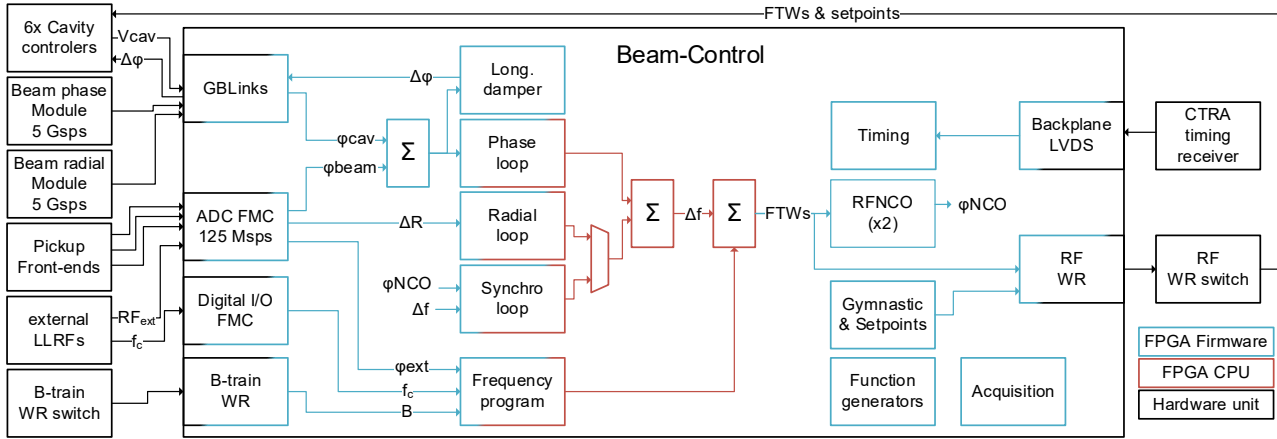 FTWs & setpoints
6x Cavity
controlers
Vcav
Δφ
Beam phase
Module
5 Gsps
Beam radial
Module
5 Gsps
Pickup
Front-ends
external
LLRFs
RFext
fc
B-train
WR switch
Beam-Control
GBLinks
ADC FMC
125 Msps
Digital I/O
FMC
B-train
WR
Δφ
φcav
φbeam
Σ
ΔR
φNCO
Δf
φext
fc
B
Long.
damper
Phase
loop
Radial
loop
Synchro
loop
Frequency
program
Σ
Δf
Σ
FTWs
Timing
RFNCO
(x2)
φNCO
Gymnastic
& Setpoints
Function
generators
Acquisition
Backplane
LVDS
RF
WR
CTRA
timing
receiver
RF
WR switch
FPGA Firmware
FPGA CPU
Hardware unit